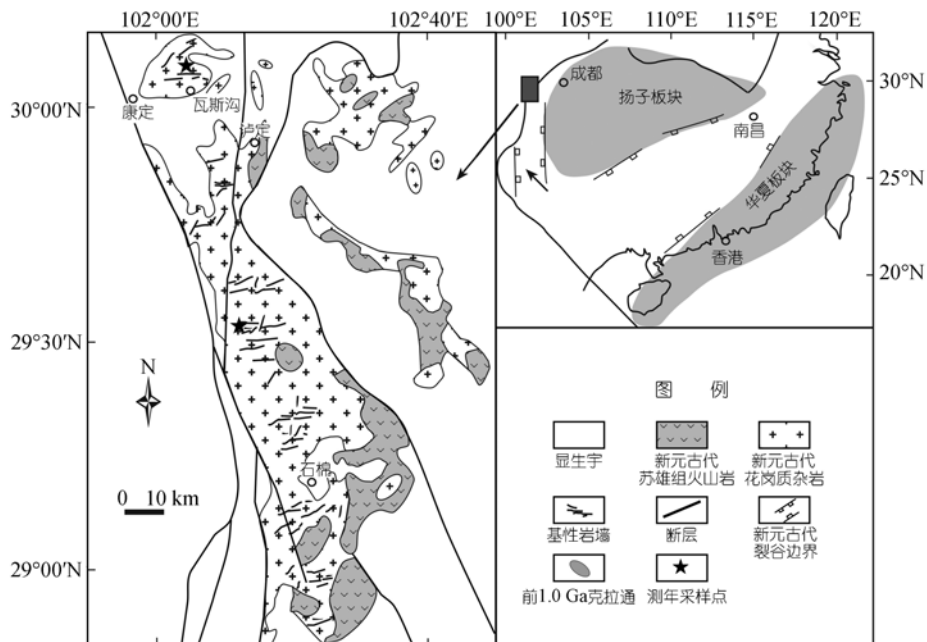 102°00′E
102°40′E
100°E
105°E
110°E
115°E
120°E
30°00′N
29°30′N
29°00′N
康定
瓦斯沟
泸定
石棉
N
0 10 km
成都
扬子板块
南昌
华夏板块
香港
30°N
25°N
20°N
图 例
显生宇
新元古代
苏雄组火山岩
新元古代
花岗质杂岩
基性岩墙
断层
新元古代
裂谷边界
前1.0 Ga克拉通
测年采样点